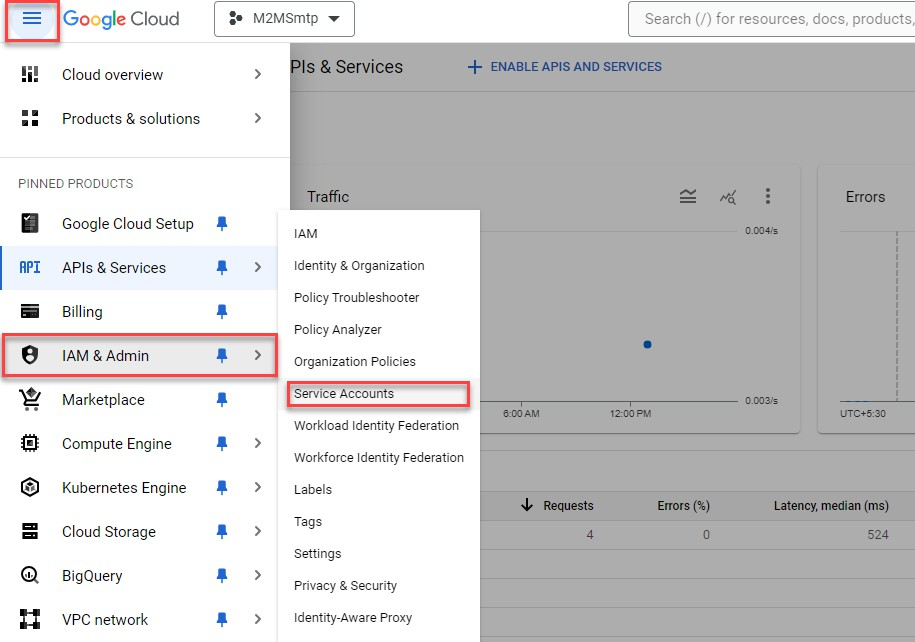 Google Cloud
M2MSmtp
Search (/) for resources, docs, products,
Cloud overview
Products & solutions
PINNED PRODUCTS
Google Cloud Setup
API APIs & Services
Billing
IAM & Admin
Marketplace
Compute Engine
Kubernetes Engine
Cloud Storage
BigQuery
VPC network
IAM
Identity & Organization
Policy Troubleshooter
Policy Analyzer
Organization Policies
Service Accounts
Workload Identity Federation
Workforce Identity Federation
Labels
Tags
Settings
Privacy & Security
Identity-Aware Proxy
PIs & Services
ENABLE APIS AND SERVICES
Traffic
0.004/s
0.003/s
6:00 AM 12:00 PM
Errors
UTC+5:30
Requests Errors (%) Latency, median (ms)
4 0 524